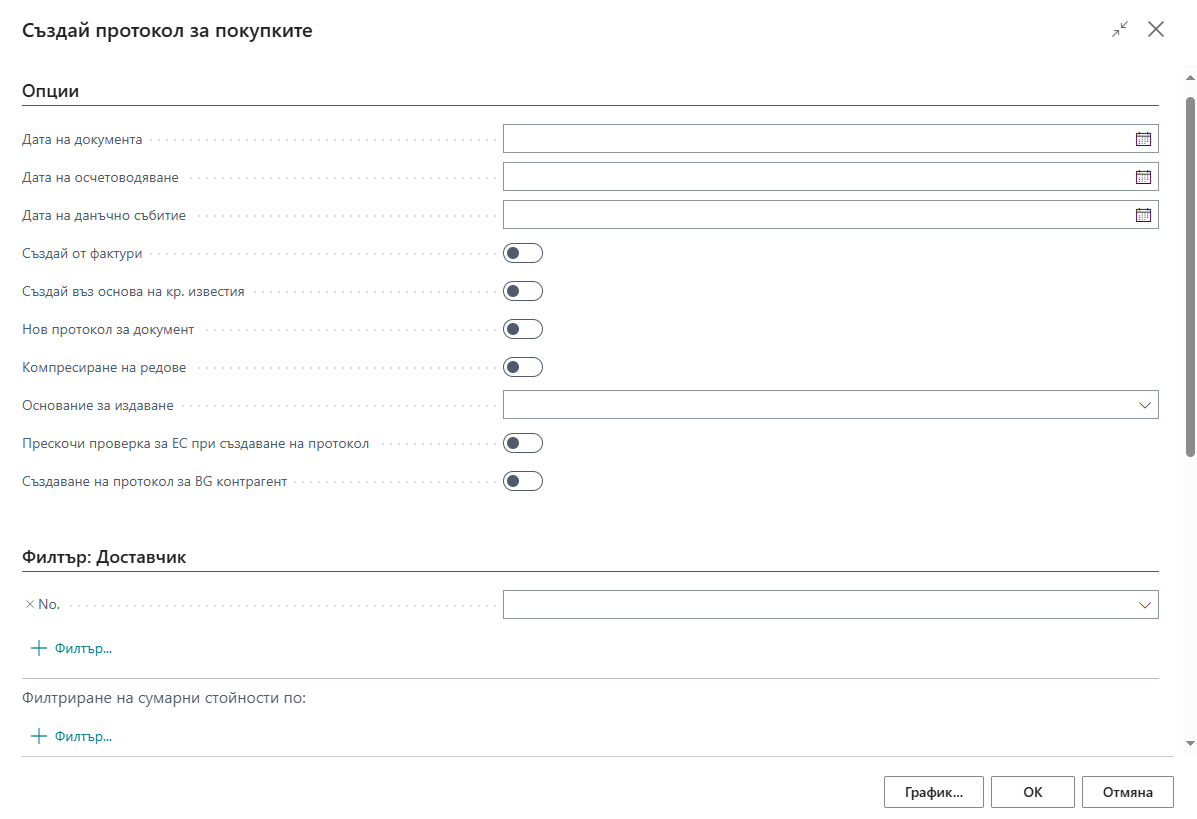 Създай протокол за покупките
Опции
Дата на документа
Дата на осчетоводяване
Дата на данъчно събитие
Създай от фактури
Създай въз основа на кр. известия
Нов протокол за документ
Компресиране на редове
Основание за издаване
Прескочи проверка за ЕС при създаване на протокол
Създаване на протокол за BG контрагент
Филтър: Доставчик
No.
Филтър...
Филтриране на сумарни стойности по:
Филтър...
График... OK Отмяна